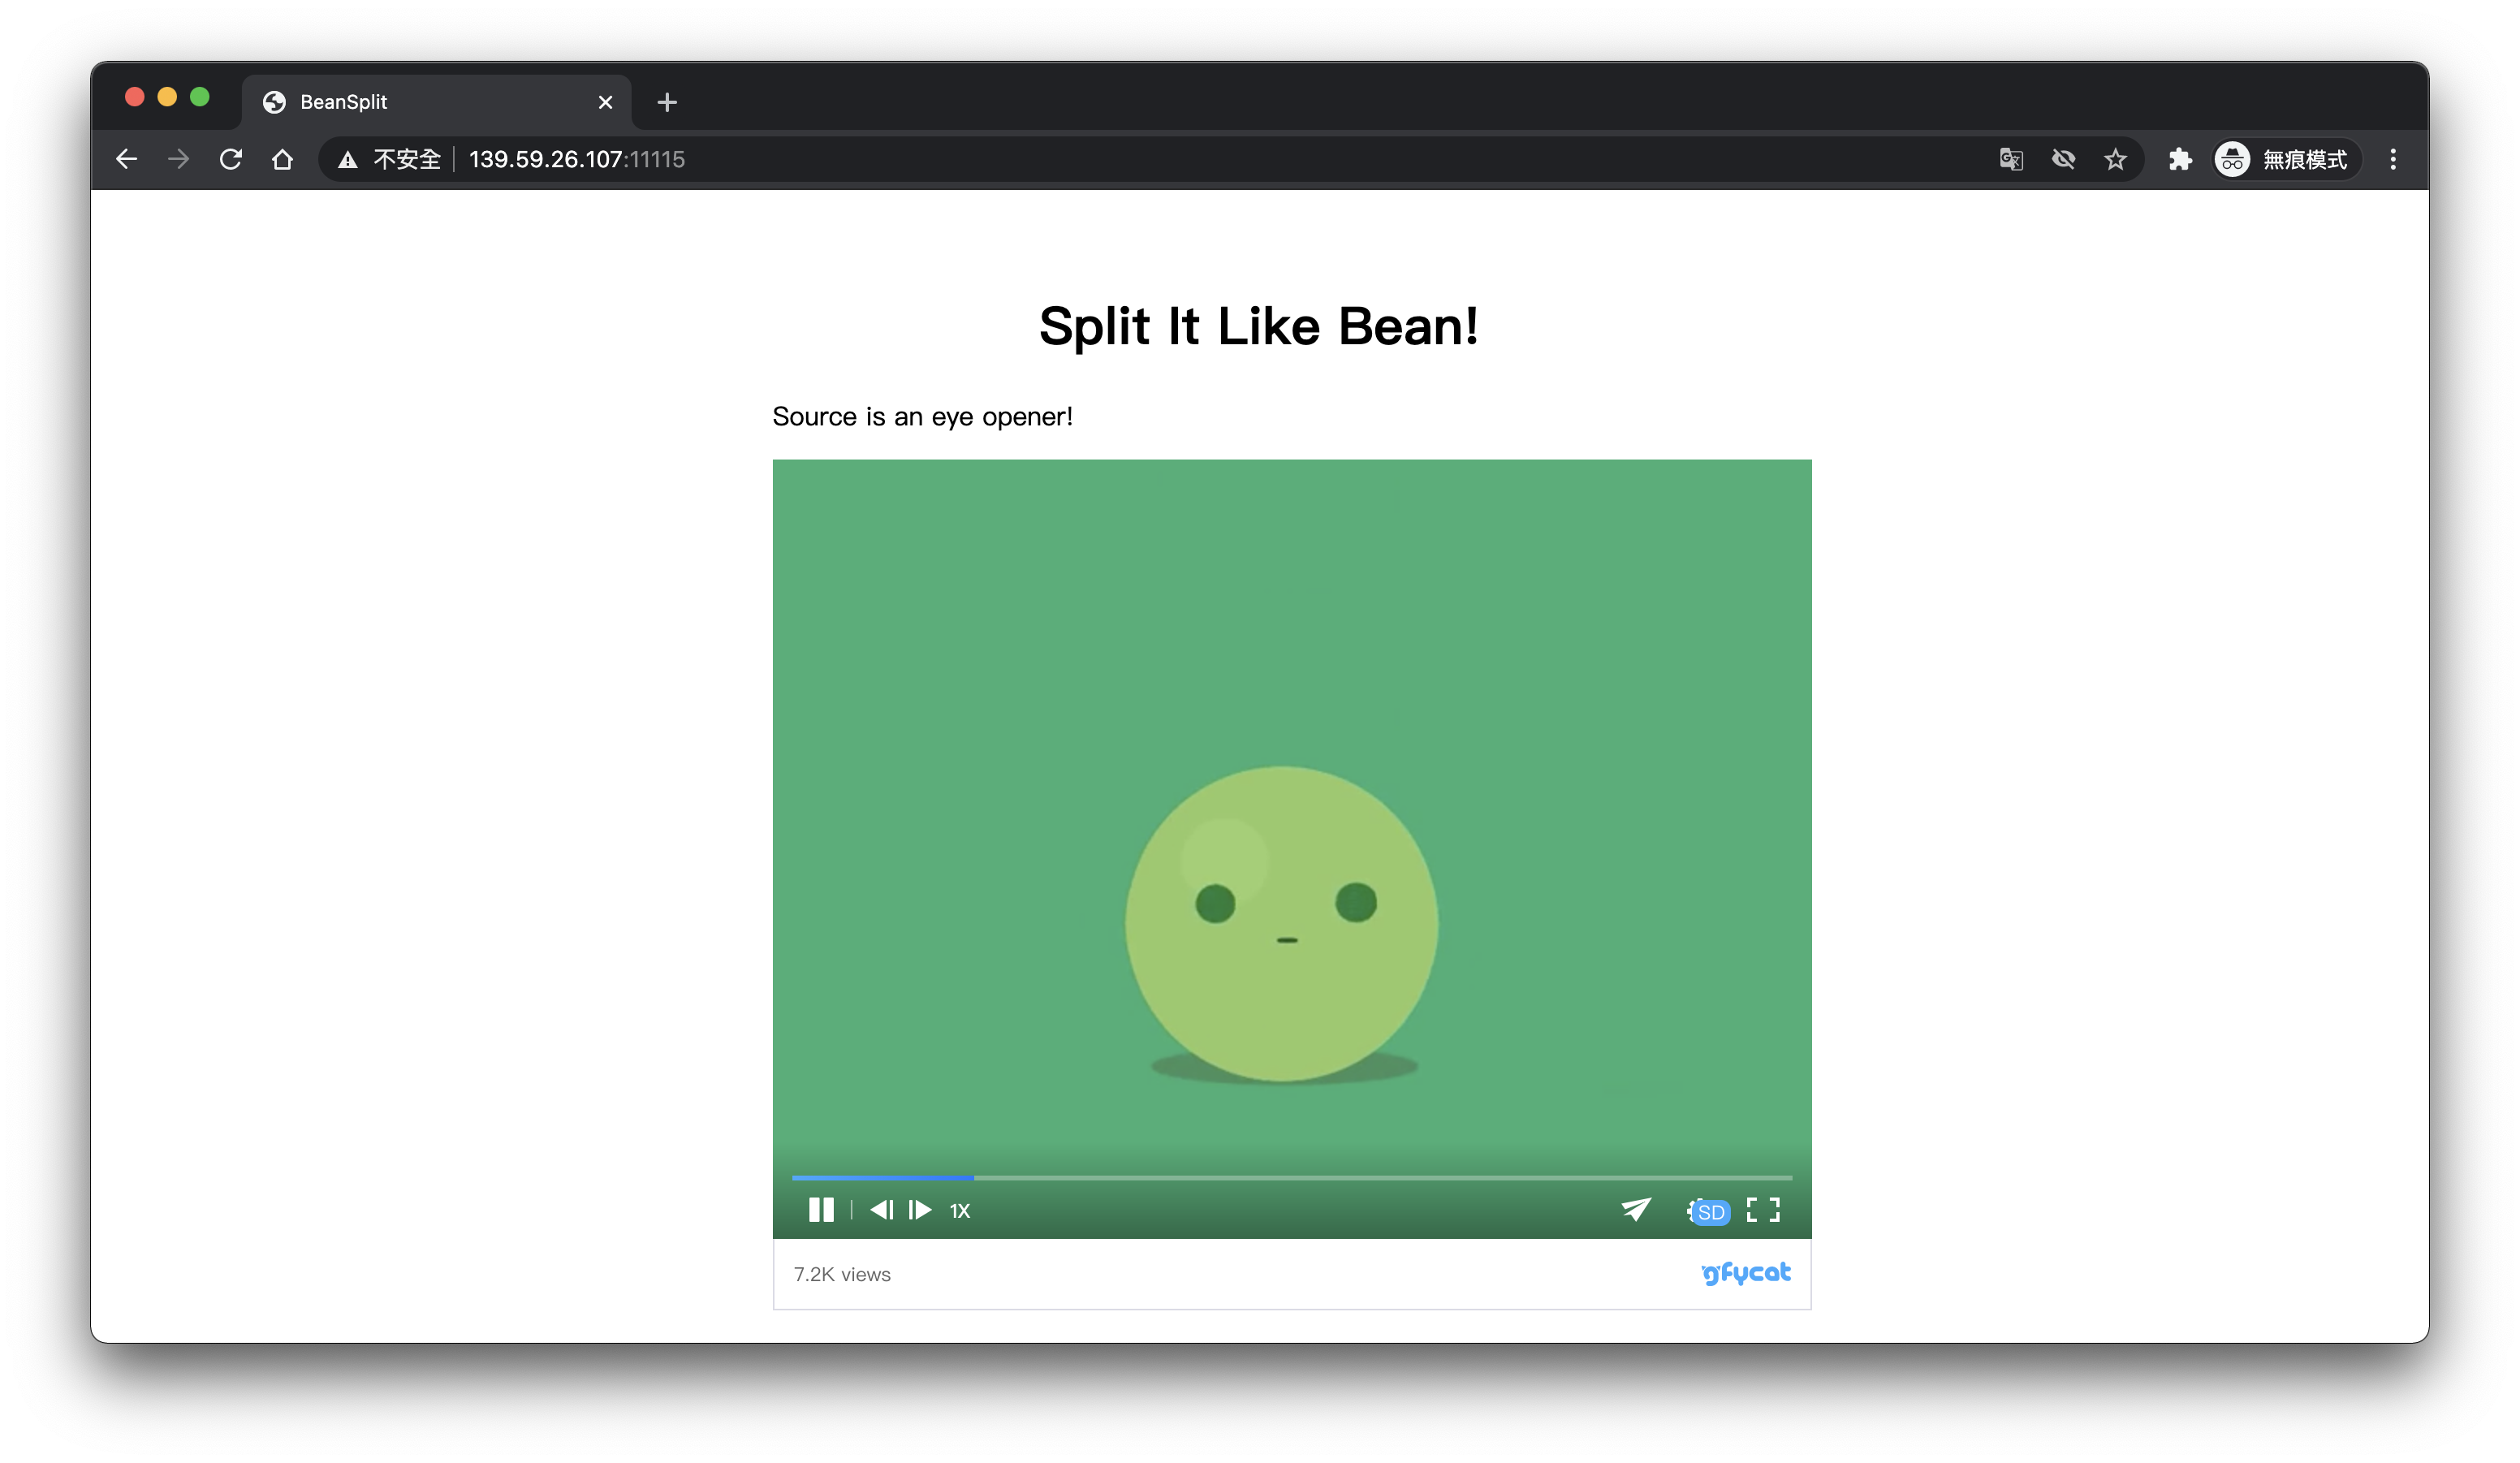 BeanSplit
不安全 139.59.26.107:11115
無痕模式
Split It Like Bean!
Source is an eye opener!
1X
SD
7.2K views
gfycat